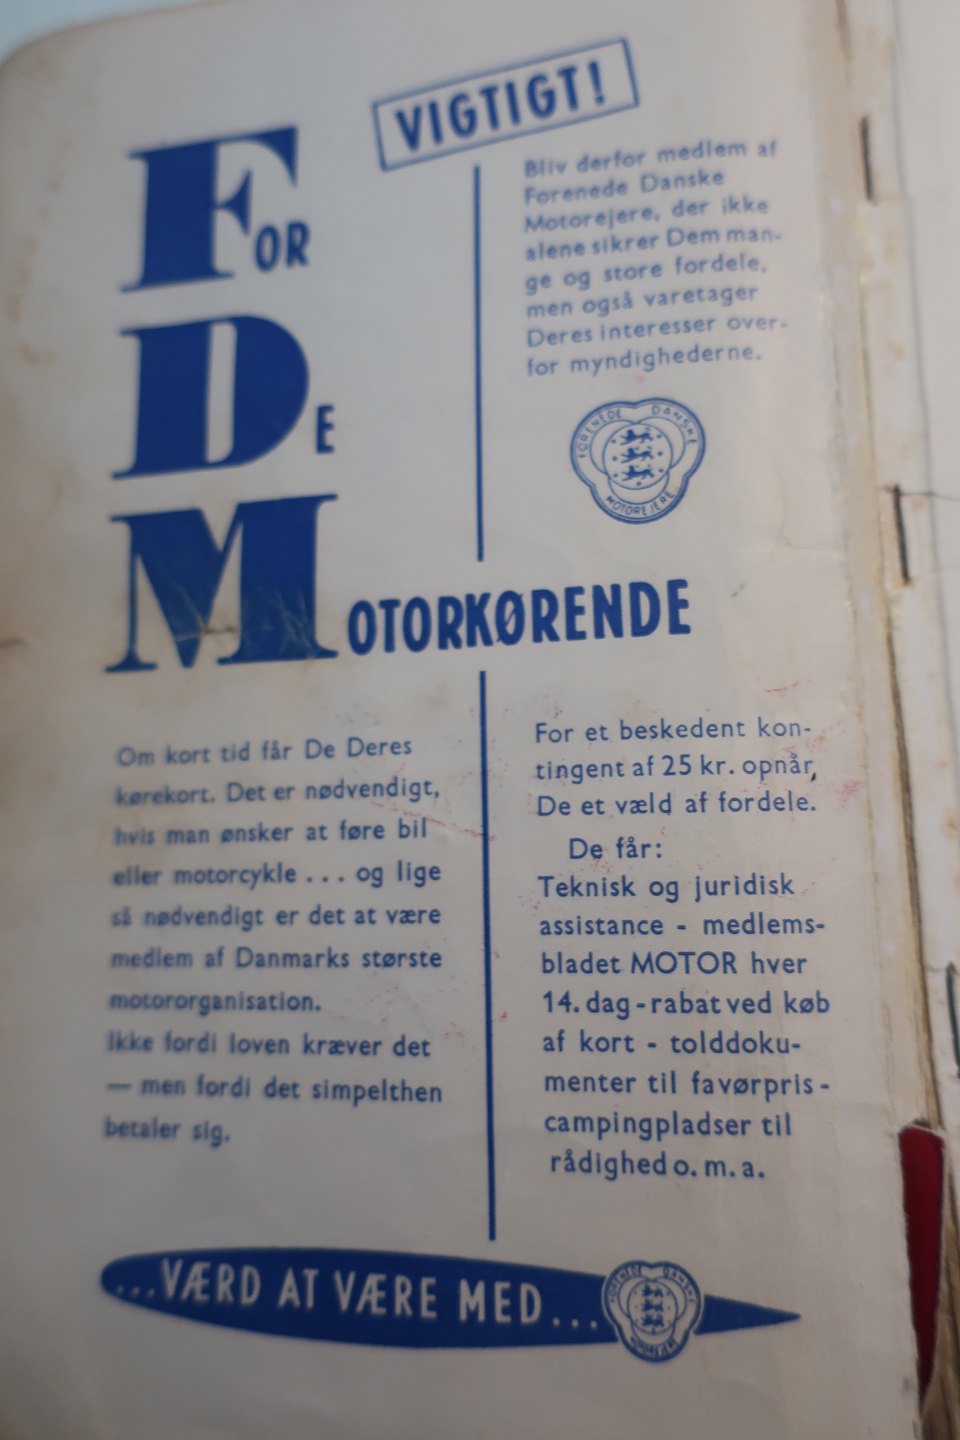 VIGTIGT!
FOR
DE
MOTORKØRENDE
Bliv derfor medlem af
Forenede Danske
Motorejere, der ikke
alene sikrer Dem man-
ge og store fordele,
men også varetager
Deres interesser over-
for myndighederne.
FORENEDE DANSKE
MOTOREJERE
Om kort tid får De Deres
kørekort. Det er nødvendigt,
hvis man ønsker at føre bil
eller motorcykle . . . og lige
så nødvendigt er det at være
medlem af Danmarks største
motororganisation.
Ikke fordi loven kræver det
— men fordi det simpelthen
betaler sig.
For et beskedent kon-
tingent af 25 kr. opnår,
De et væld af fordele.
De får:
Teknisk og juridisk
assistance - medlems-
bladet MOTOR hver
14. dag - rabat ved køb
af kort - tolddoku-
menter til favørpris -
campingpladser til
rådighed o. m. a.
...VÆRD AT VÆRE MED...
FORENEDE DANSKE
MOTOREJERE